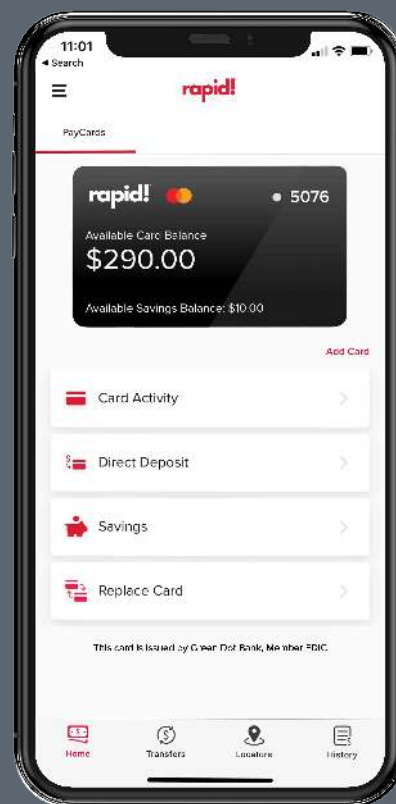 11:01
◂ Search
rapid!
PayCards
rapid!
5076
Available Card Balance
$290.00
Available Savings Balance: $10.00
Add Card
Card Activity
Direct Deposit
Savings
Replace Card
This card is issued by Green Dot Bank, Member FDIC
Home
Transfers
Locators
History